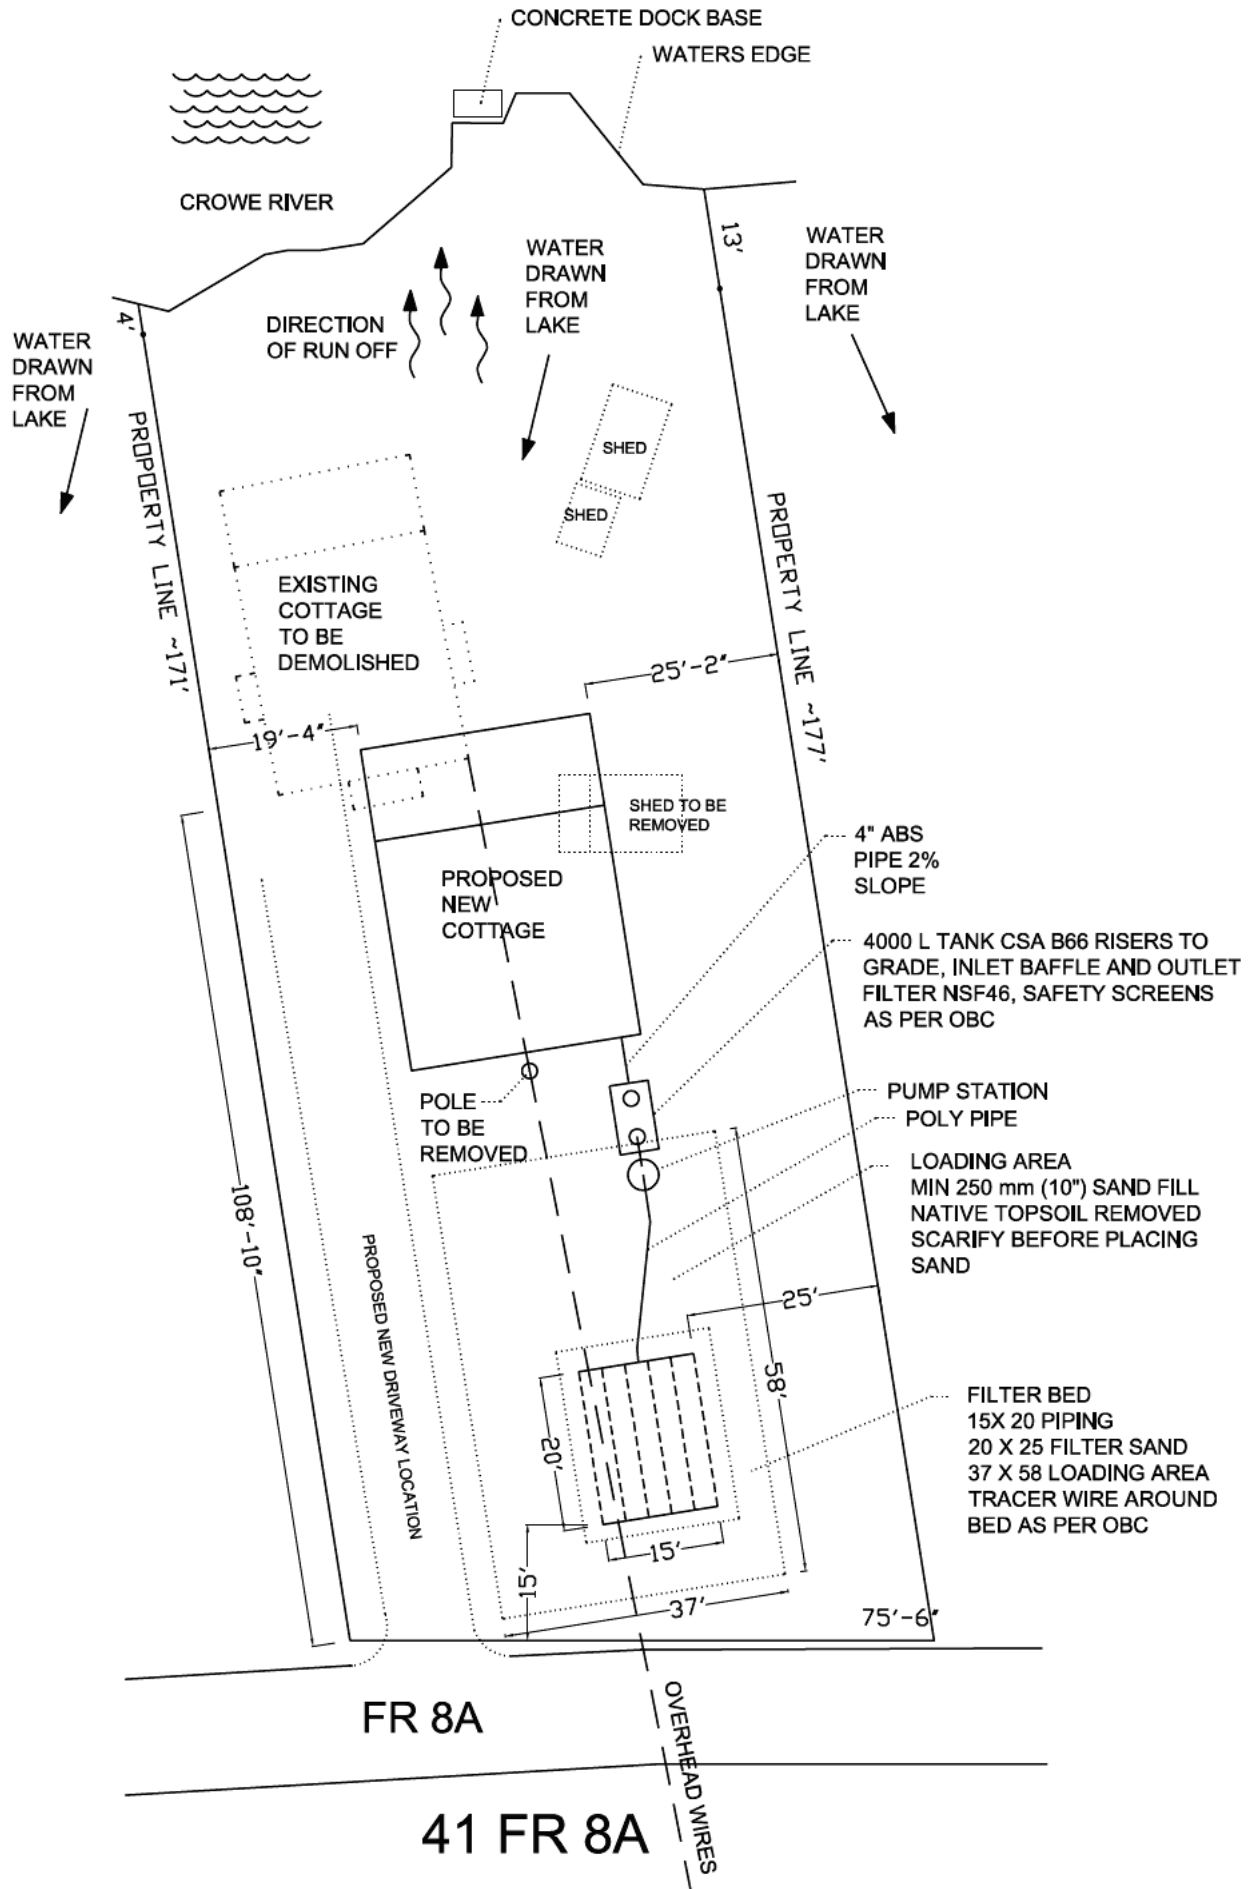 CONCRETE DOCK BASE
WATERS EDGE
CROWE RIVER
13'
WATER
DRAWN
FROM
LAKE
WATER
DRAWN
FROM
LAKE
4'
DIRECTION
OF RUN OFF
WATER
DRAWN
FROM
LAKE
PROPERTY LINE ~171'
SHED
SHED
PROPERTY LINE ~177'
EXISTING
COTTAGE
TO BE
DEMOLISHED
25'-2"
19'-4"
SHED TO BE
REMOVED
4" ABS
PIPE 2%
SLOPE
PROPOSED
NEW
COTTAGE
4000 L TANK CSA B66 RISERS TO
GRADE, INLET BAFFLE AND OUTLET
FILTER NSF46, SAFETY SCREENS
AS PER OBC
POLE
TO BE
REMOVED
PUMP STATION
POLY PIPE
LOADING AREA
MIN 250 mm (10") SAND FILL
NATIVE TOPSOIL REMOVED
SCARIFY BEFORE PLACING
SAND
108'-10"
PROPOSED NEW DRIVEWAY LOCATION
25'
58'
FILTER BED
15X 20 PIPING
20 X 25 FILTER SAND
37 X 58 LOADING AREA
TRACER WIRE AROUND
BED AS PER OBC
20'
15'
15'
37'
75'-6"
FR 8A
OVERHEAD WIRES
41 FR 8A